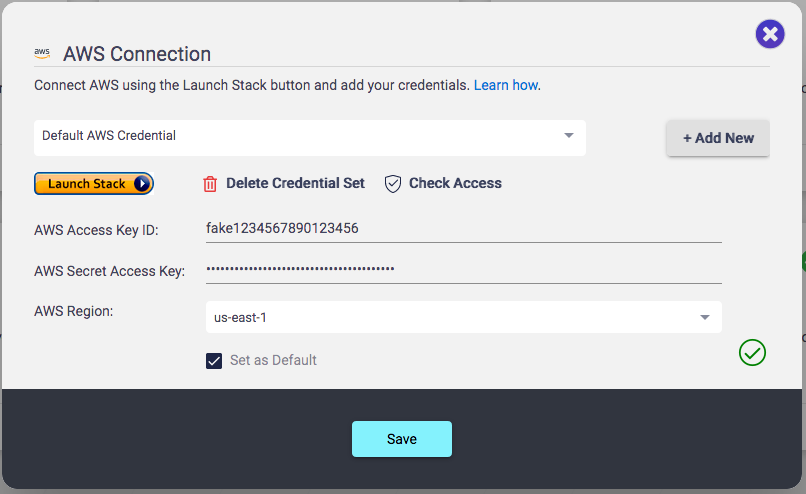 aws AWS Connection
Connect AWS using the Launch Stack button and add your credentials. Learn how.
Default AWS Credential
+ Add New
Launch Stack
Delete Credential Set
Check Access
AWS Access Key ID:
fake1234567890123456
AWS Secret Access Key:
••••••••••••••••••••••••••••••••••••••••
AWS Region:
us-east-1
Set as Default
Save